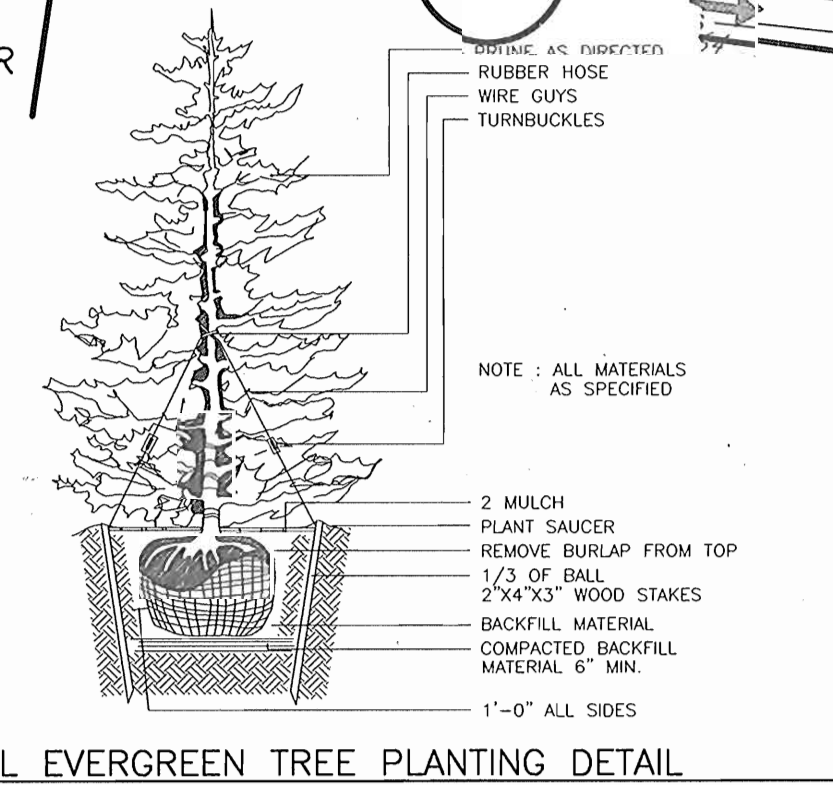 R
PRUNE AS DIRECTED
RUBBER HOSE
WIRE GUYS
TURNBUCKLES
NOTE : ALL MATERIALS
AS SPECIFIED
2 MULCH
PLANT SAUCER
REMOVE BURLAP FROM TOP
1/3 OF BALL
2"X4"X3" WOOD STAKES
BACKFILL MATERIAL
COMPACTED BACKFILL
MATERIAL 6" MIN.
1'-0" ALL SIDES
L EVERGREEN TREE PLANTING DETAIL